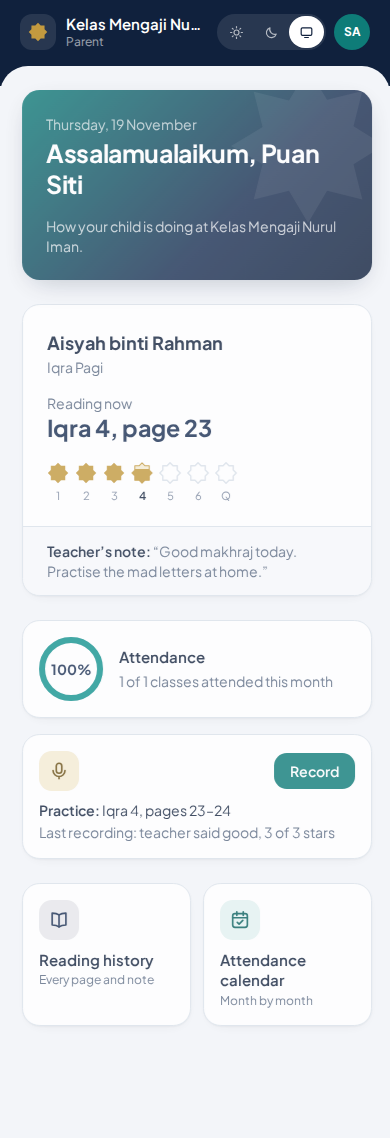 Kelas Mengaji Nu...
Parent
SA
Thursday, 19 November
Assalamualaikum, Puan
Siti
How your child is doing at Kelas Mengaji Nurul
Iman.
Aisyah binti Rahman
Iqra Pagi
Reading now
Iqra 4, page 23
1 2 3 4 5 6 Q
Teacher’s note: “Good makhraj today.
Practise the mad letters at home.”
100%
Attendance
1 of 1 classes attended this month
Record
Practice: Iqra 4, pages 23–24
Last recording: teacher said good, 3 of 3 stars
Reading history
Every page and note
Attendance
calendar
Month by month